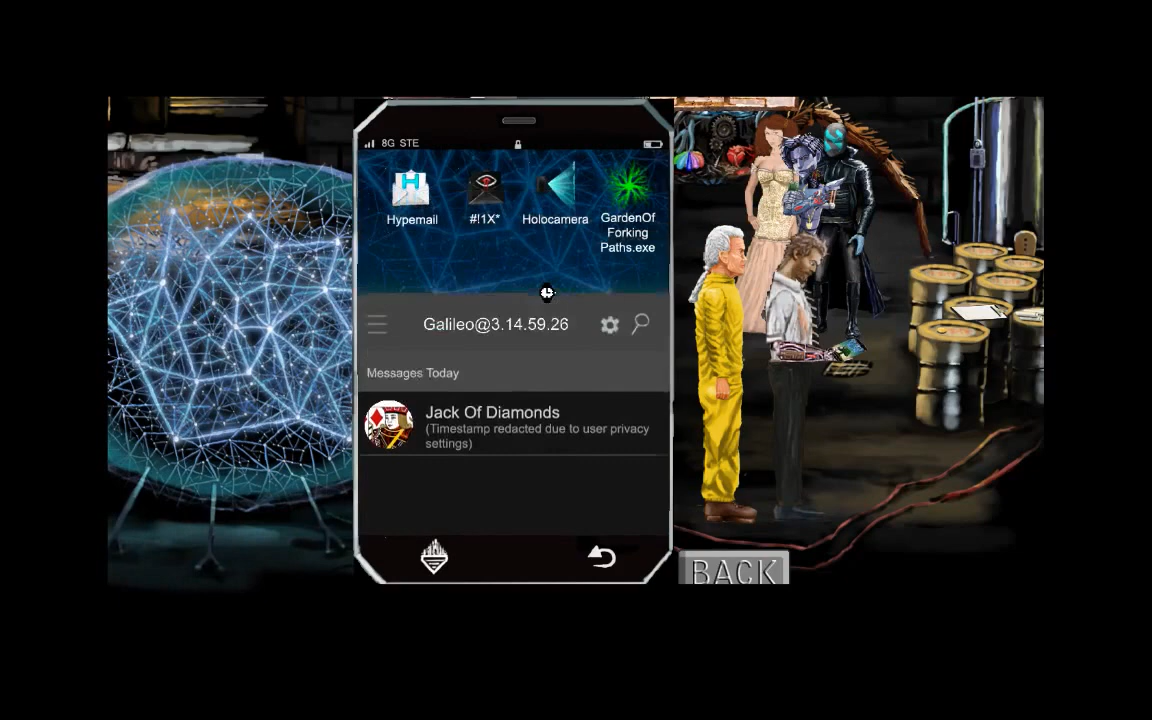 8G STE
Hypemail
#!1X*
Holocamera
GardenOf
Forking
Paths.exe
Galileo@3.14.59.26
Messages Today
Jack Of Diamonds
(Timestamp redacted due to user privacy
settings)
BACK